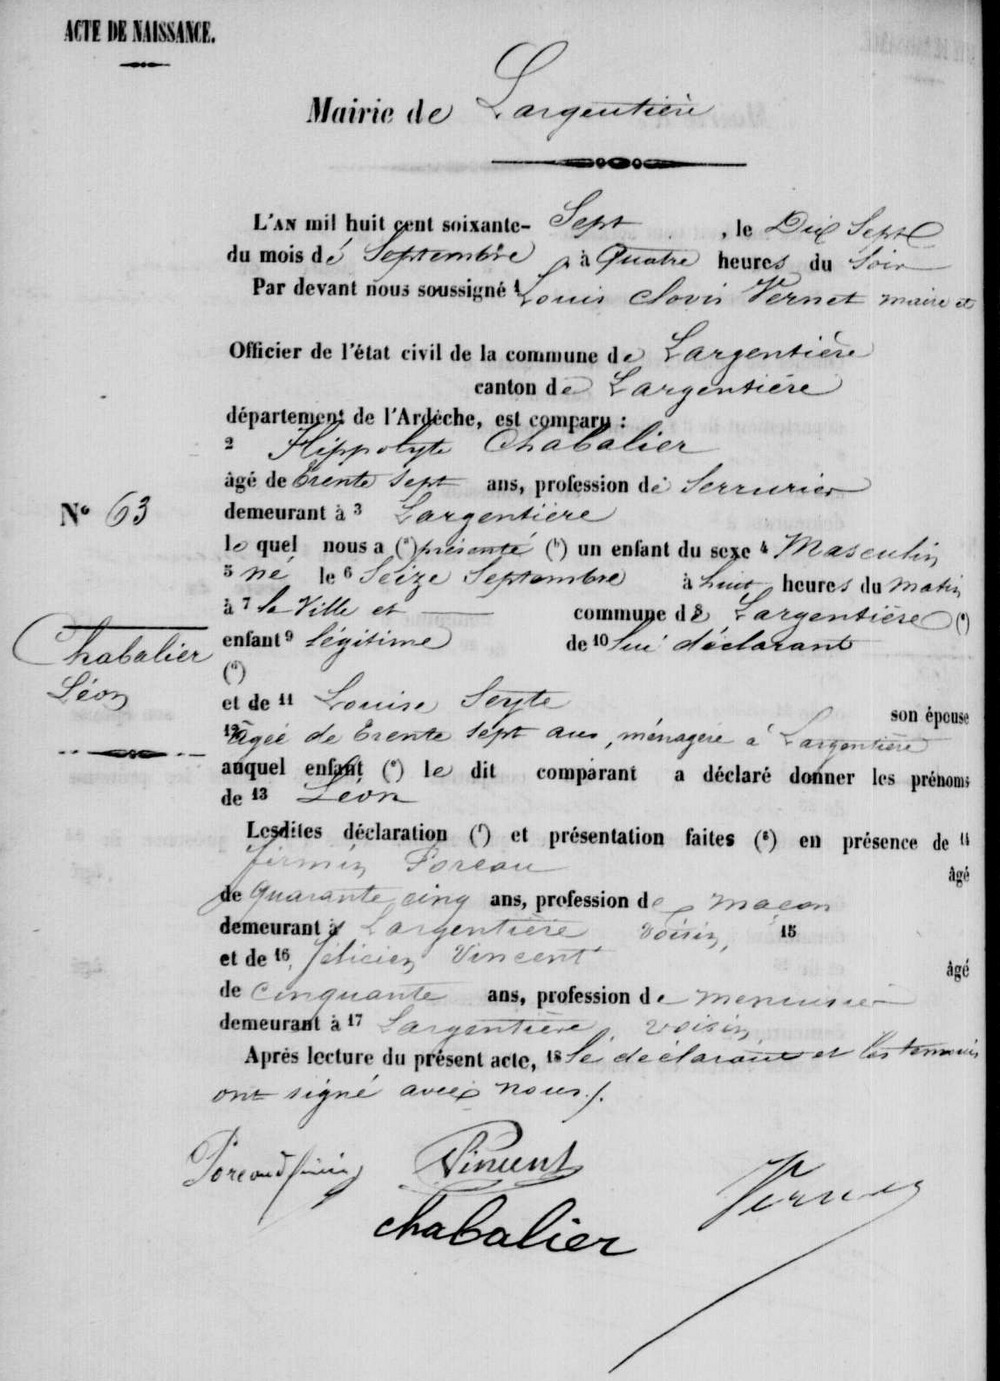 ACTE DE NAISSANCE.
Mairie de Largentière
L'AN mil huit cent soixante- Sept , le Dix Sept
du mois de Septembre à Quatre heures du Soir
Par devant nous soussigné 1 Louis Clovis Vernet maire et
Officier de l'état civil de la commune de Largentière
canton de Largentière
département de l'Ardèche, est comparu :
2 Hippolyte Chabalier
âgé de trente sept ans, profession de Serrurier
N° 63
demeurant à 3 Largentière
le quel nous a (a) présenté (b) un enfant du sexe 4 Masculin
5 né le 6 Seize Septembre à huit heures du matin
à 7 la Ville et commune de 8 Largentière (c)
Chabalier
Léon
enfant 9 légitime de 10 lui déclarant
(d)
et de 11 Louise Seyte son épouse
12 âgée de trente sept ans, ménagère à Largentière
auquel enfant (e) le dit comparant a déclaré donner les prénoms
de 13 Léon
Lesdites déclaration (f) et présentation faites (g) en présence de 14
firmin Poreau âgé
de quarante cinq ans, profession de maçon
demeurant à Largentière voisin, 15
et de 16 félicien Vincent âgé
de cinquante ans, profession de menuisier
demeurant à 17 Largentière, voisin
Après lecture du présent acte, 18 le déclarant et les temoins
ont signé avec nous ./.
Vincent
Chabalier
Vernet